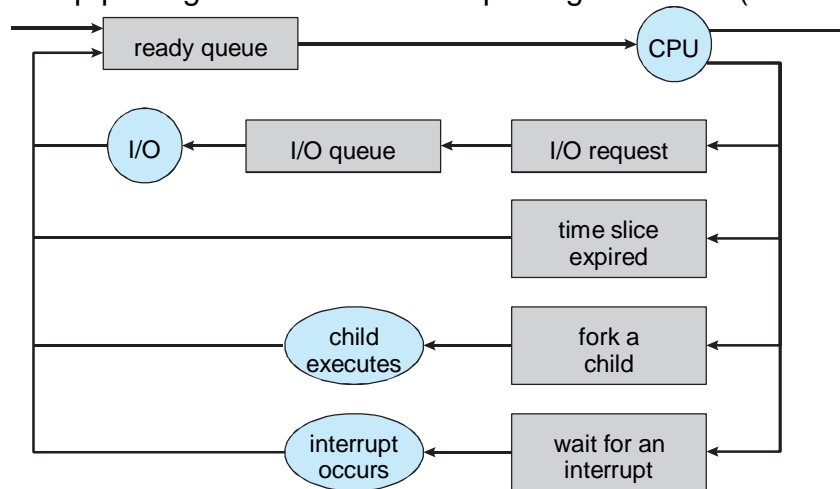 ready queue
CPU
I/O
I/O queue
I/O request
time slice
expired
child
executes
fork a
child
interrupt
occurs
wait for an
interrupt